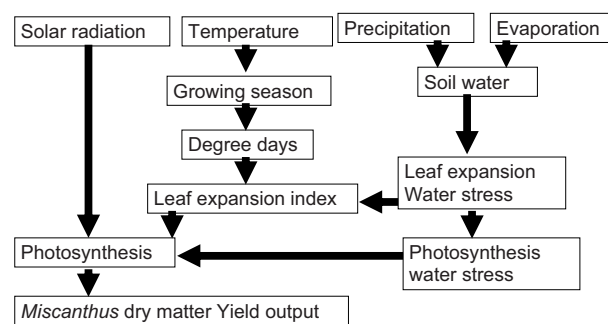 Solar radiation
Temperature
Precipitation
Evaporation
Soil water
Growing season
Degree days
Leaf expansion
Water stress
Leaf expansion index
Photosynthesis
Photosynthesis
water stress
Miscanthus dry matter Yield output